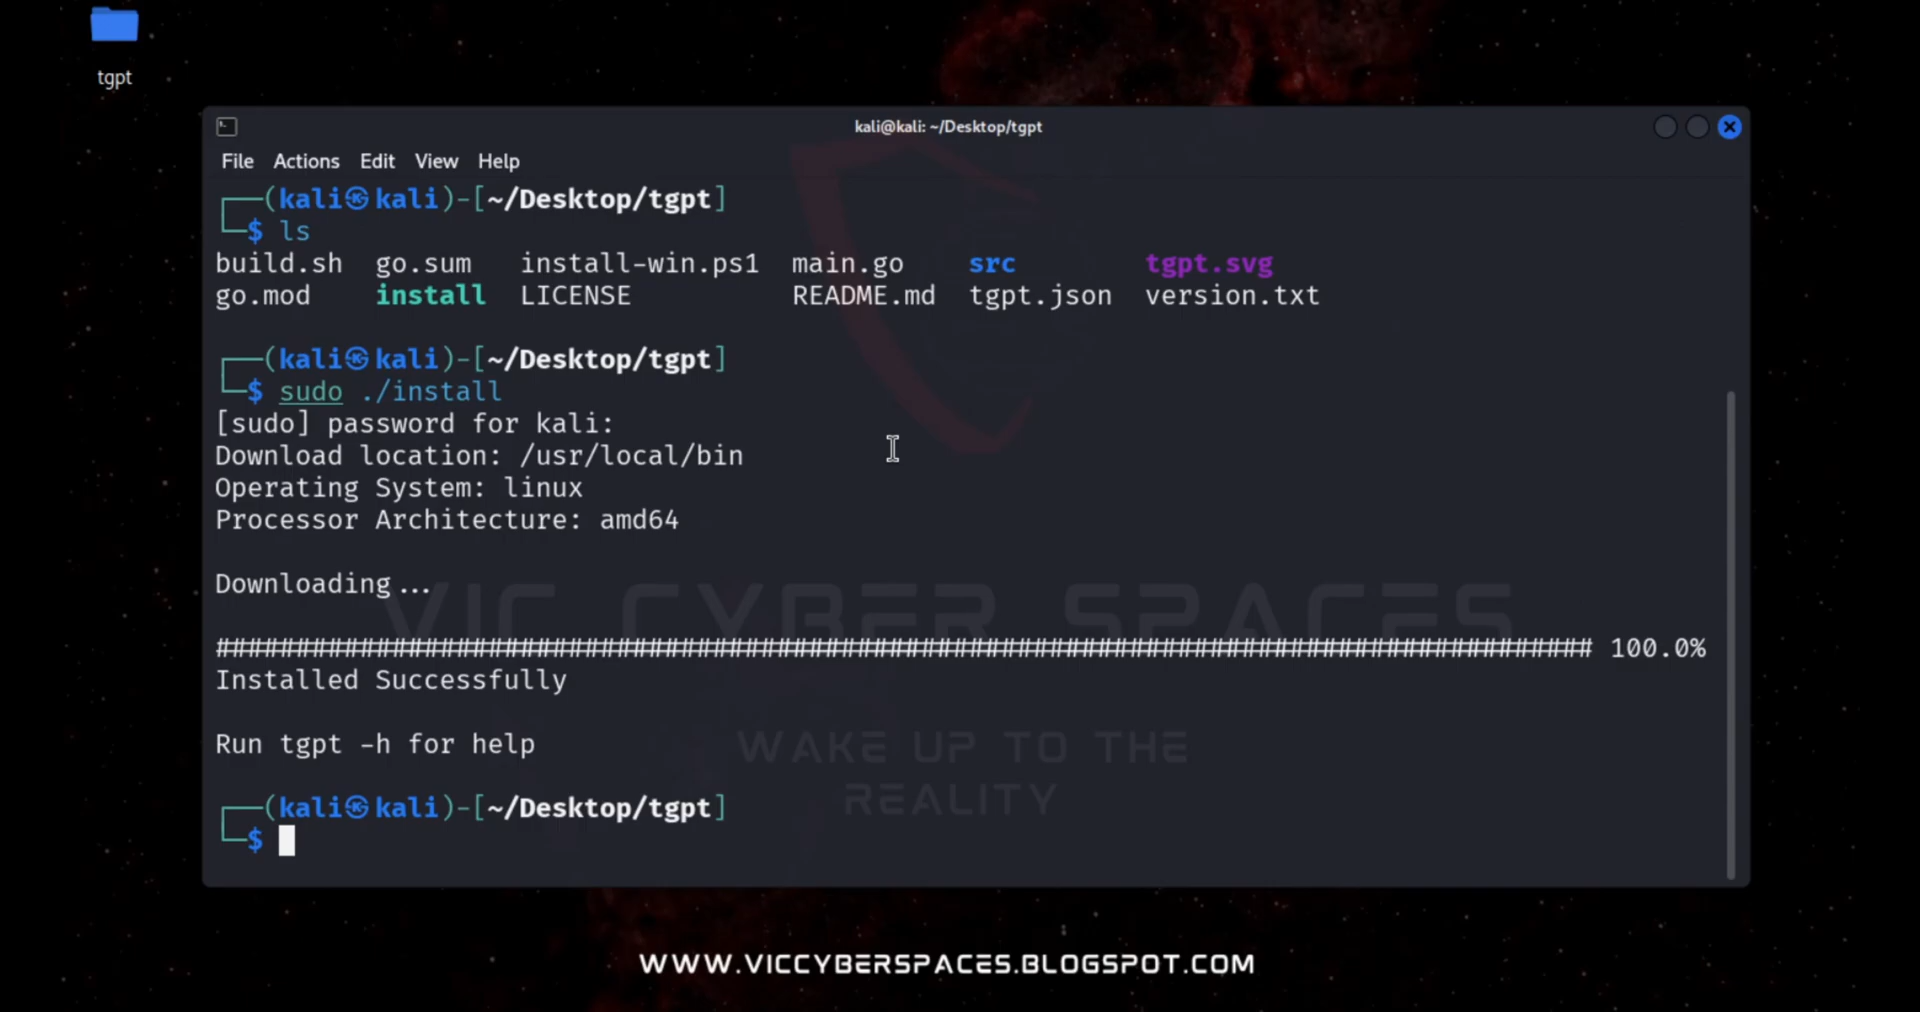 tgpt
kali@kali: ~/Desktop/tgpt
File Actions Edit View Help
┌──(kali㉿kali)-[~/Desktop/tgpt]
└─$ ls
build.sh go.sum install-win.ps1 main.go src tgpt.svg
go.mod install LICENSE README.md tgpt.json version.txt
┌──(kali㉿kali)-[~/Desktop/tgpt]
└─$ sudo ./install
[sudo] password for kali:
Download location: /usr/local/bin
Operating System: linux
Processor Architecture: amd64
Downloading...
VIC CYBER SPACES
###################################################################################### 100.0%
Installed Successfully
Run tgpt -h for help
WAKE UP TO THE
REALITY
┌──(kali㉿kali)-[~/Desktop/tgpt]
└─$
WWW.VICCYBERSPACES.BLOGSPOT.COM